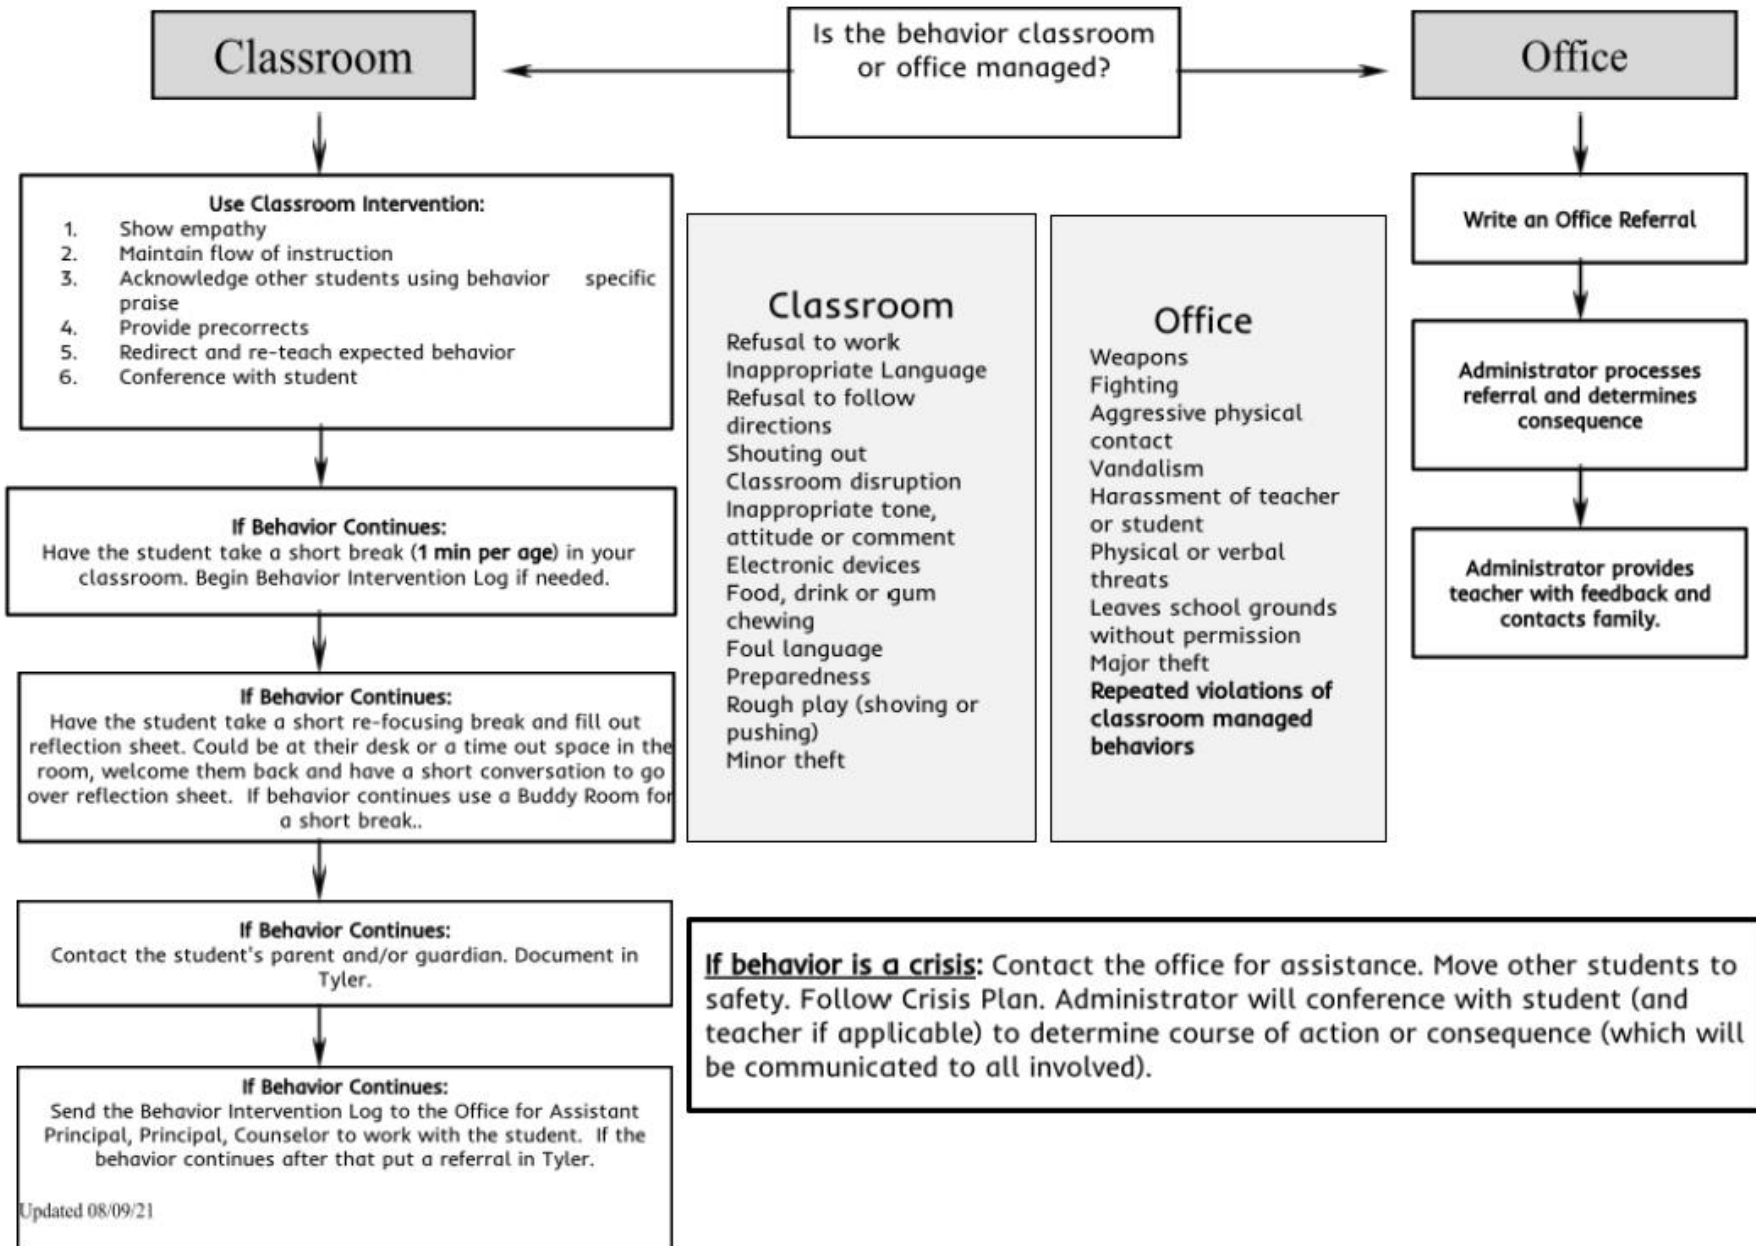 Classroom
Is the behavior classroom
or office managed?
Office
Use Classroom Intervention:
1. Show empathy
2. Maintain flow of instruction
3. Acknowledge other students using behavior specific
praise
4. Provide precorrects
5. Redirect and re-teach expected behavior
6. Conference with student
If Behavior Continues:
Have the student take a short break (1 min per age) in your
classroom. Begin Behavior Intervention Log if needed.
If Behavior Continues:
Have the student take a short re-focusing break and fill out
reflection sheet. Could be at their desk or a time out space in the
room, welcome them back and have a short conversation to go
over reflection sheet. If behavior continues use a Buddy Room for
a short break..
If Behavior Continues:
Contact the student's parent and/or guardian. Document in
Tyler.
If Behavior Continues:
Send the Behavior Intervention Log to the Office for Assistant
Principal, Principal, Counselor to work with the student. If the
behavior continues after that put a referral in Tyler.
Updated 08/09/21
Classroom
Refusal to work
Inappropriate Language
Refusal to follow
directions
Shouting out
Classroom disruption
Inappropriate tone,
attitude or comment
Electronic devices
Food, drink or gum
chewing
Foul language
Preparedness
Rough play (shoving or
pushing)
Minor theft
Office
Weapons
Fighting
Aggressive physical
contact
Vandalism
Harassment of teacher
or student
Physical or verbal
threats
Leaves school grounds
without permission
Major theft
Repeated violations of
classroom managed
behaviors
Write an Office Referral
Administrator processes
referral and determines
consequence
Administrator provides
teacher with feedback and
contacts family.
If behavior is a crisis: Contact the office for assistance. Move other students to
safety. Follow Crisis Plan. Administrator will conference with student (and
teacher if applicable) to determine course of action or consequence (which will
be communicated to all involved).